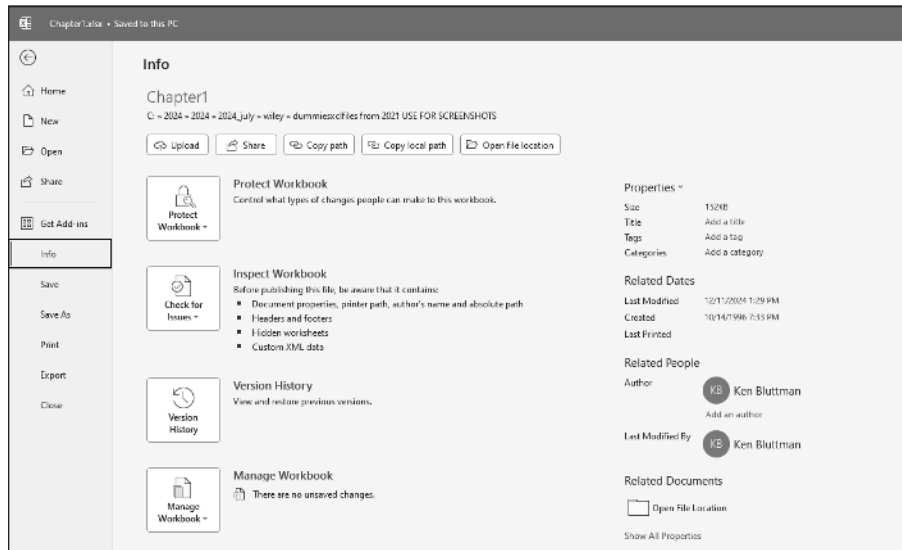 Chapter1.xlsx • Saved to this PC
Info
Home
New
Open
Share
Get Add-ins
Info
Save
Save As
Print
Export
Close
Chapter1
C: » 2024 » 2024 » 2024_july » wiley » dummiesxclfiles from 2021 USE FOR SCREENSHOTS
Upload
Share
Copy path
Copy local path
Open file location
Protect Workbook
Protect Workbook
Control what types of changes people can make to this workbook.
Check for Issues
Inspect Workbook
Before publishing this file, be aware that it contains:
Document properties, printer path, author's name and absolute path
Headers and footers
Hidden worksheets
Custom XML data
Version History
Version History
View and restore previous versions.
Manage Workbook
Manage Workbook
There are no unsaved changes.
Properties
Size 152KB
Title Add a title
Tags Add a tag
Categories Add a category
Related Dates
Last Modified 12/11/2024 1:29 PM
Created 10/14/1996 7:33 PM
Last Printed
Related People
Author KB Ken Bluttman
Add an author
Last Modified By KB Ken Bluttman
Related Documents
Open File Location
Show All Properties